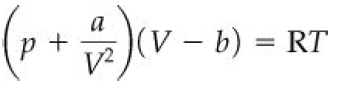 (p + a/V²)(V − b) = RT